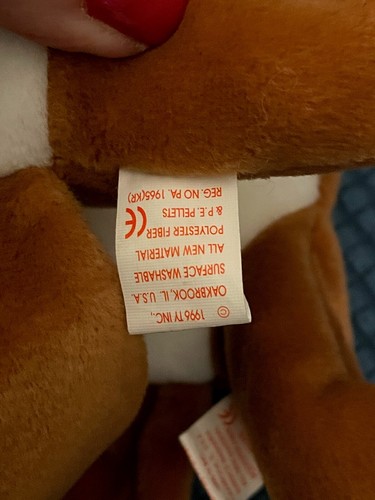 © 1996 TY INC,
OAKBROOK, IL U.S.A.
SURFACE WASHABLE
ALL NEW MATERIAL
POLYESTER FIBER
& P.E. PELLETS
CE
REG. NO PA. 1965(KR)